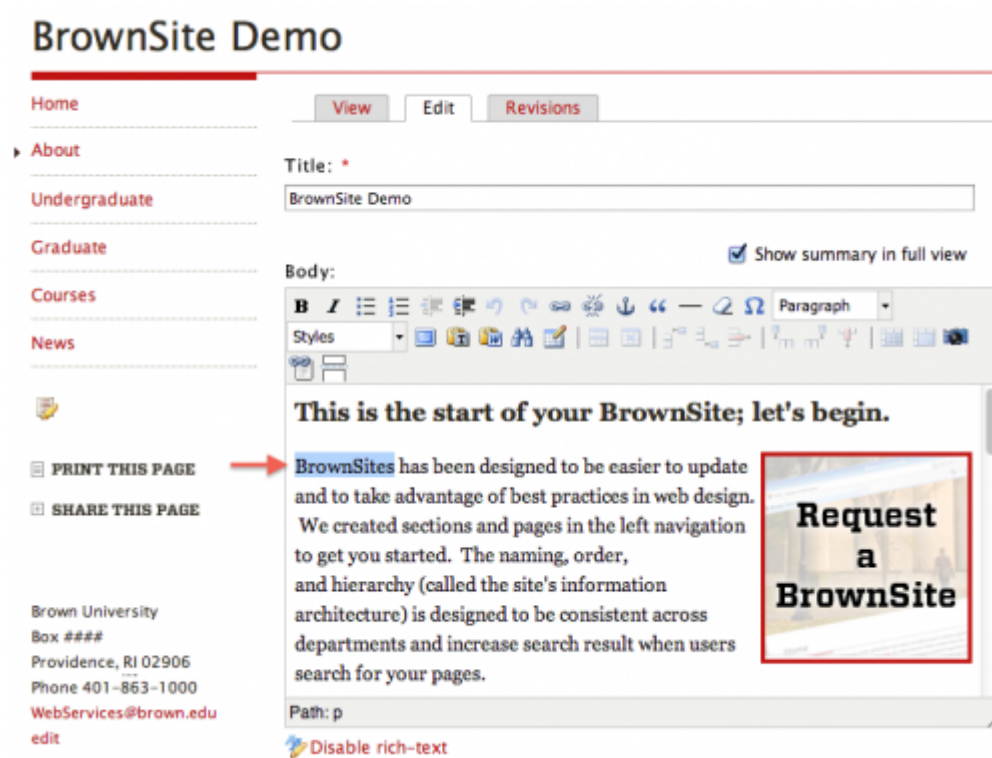 BrownSite Demo
Home
About
Undergraduate
Graduate
Courses
News
PRINT THIS PAGE
SHARE THIS PAGE
Brown University
Box ####
Providence, RI 02906
Phone 401-863-1000
WebServices@brown.edu
edit
View Edit Revisions
Title: *
BrownSite Demo
Show summary in full view
Body:
B I Ω Paragraph
Styles
This is the start of your BrownSite; let's begin.
BrownSites has been designed to be easier to update
and to take advantage of best practices in web design.
We created sections and pages in the left navigation
to get you started. The naming, order,
and hierarchy (called the site's information
architecture) is designed to be consistent across
departments and increase search result when users
search for your pages.
Request
a
BrownSite
Path: p
Disable rich-text